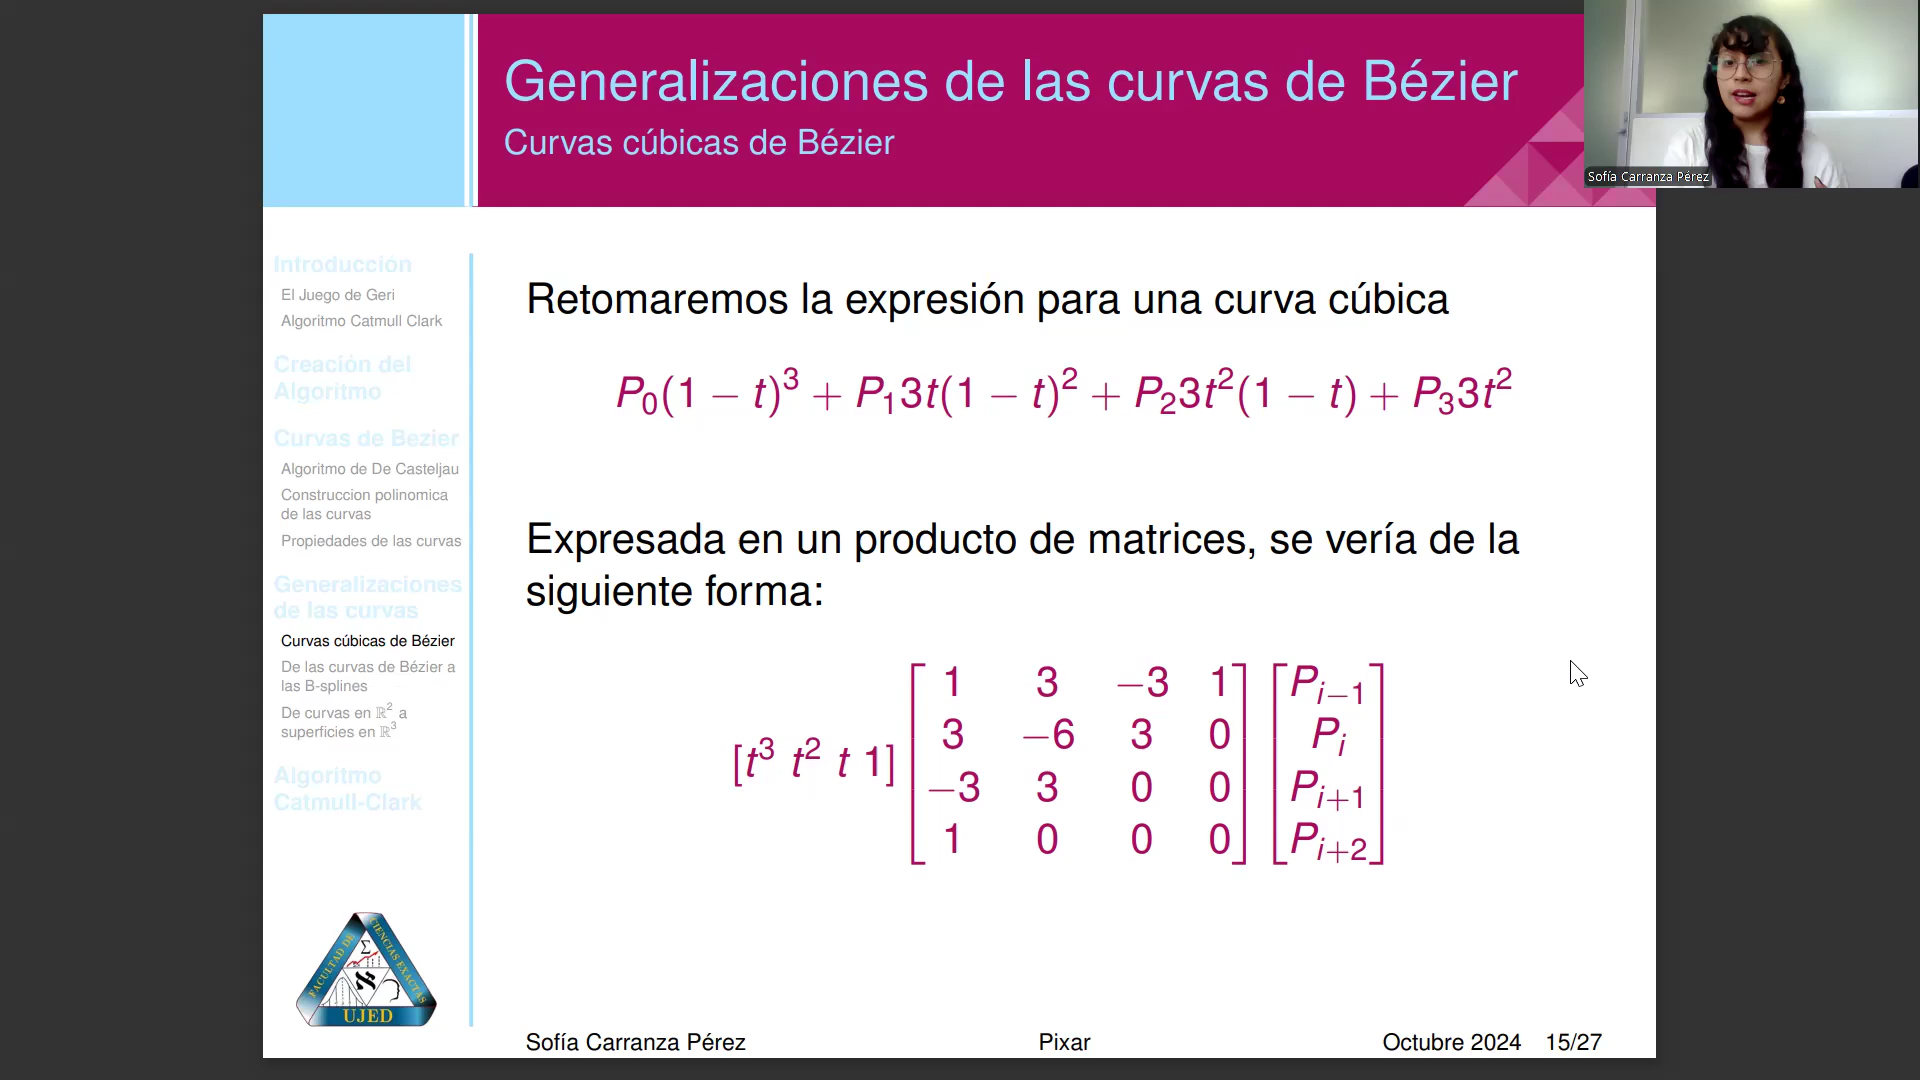 Generalizaciones de las curvas de Bézier
Curvas cúbicas de Bézier
Sofía Carranza Pérez
Introducción
El Juego de Geri
Algoritmo Catmull Clark
Creación del
Algoritmo
Curvas de Bezier
Algoritmo de De Casteljau
Construccion polinomica
de las curvas
Propiedades de las curvas
Generalizaciones
de las curvas
Curvas cúbicas de Bézier
De las curvas de Bézier a
las B-splines
De curvas en ℝ² a
superficies en ℝ³
Algoritmo
Catmull-Clark
FACULTAD DE
CIENCIAS EXACTAS
UJED
Retomaremos la expresión para una curva cúbica
P₀(1 − t)³ + P₁3t(1 − t)² + P₂3t²(1 − t) + P₃3t²
Expresada en un producto de matrices, se vería de la
siguiente forma:
[t³ t² t 1]
1 3 −3 1
3 −6 3 0
−3 3 0 0
1 0 0 0
Pᵢ₋₁
Pᵢ
Pᵢ₊₁
Pᵢ₊₂
Sofía Carranza Pérez Pixar Octubre 2024 15/27